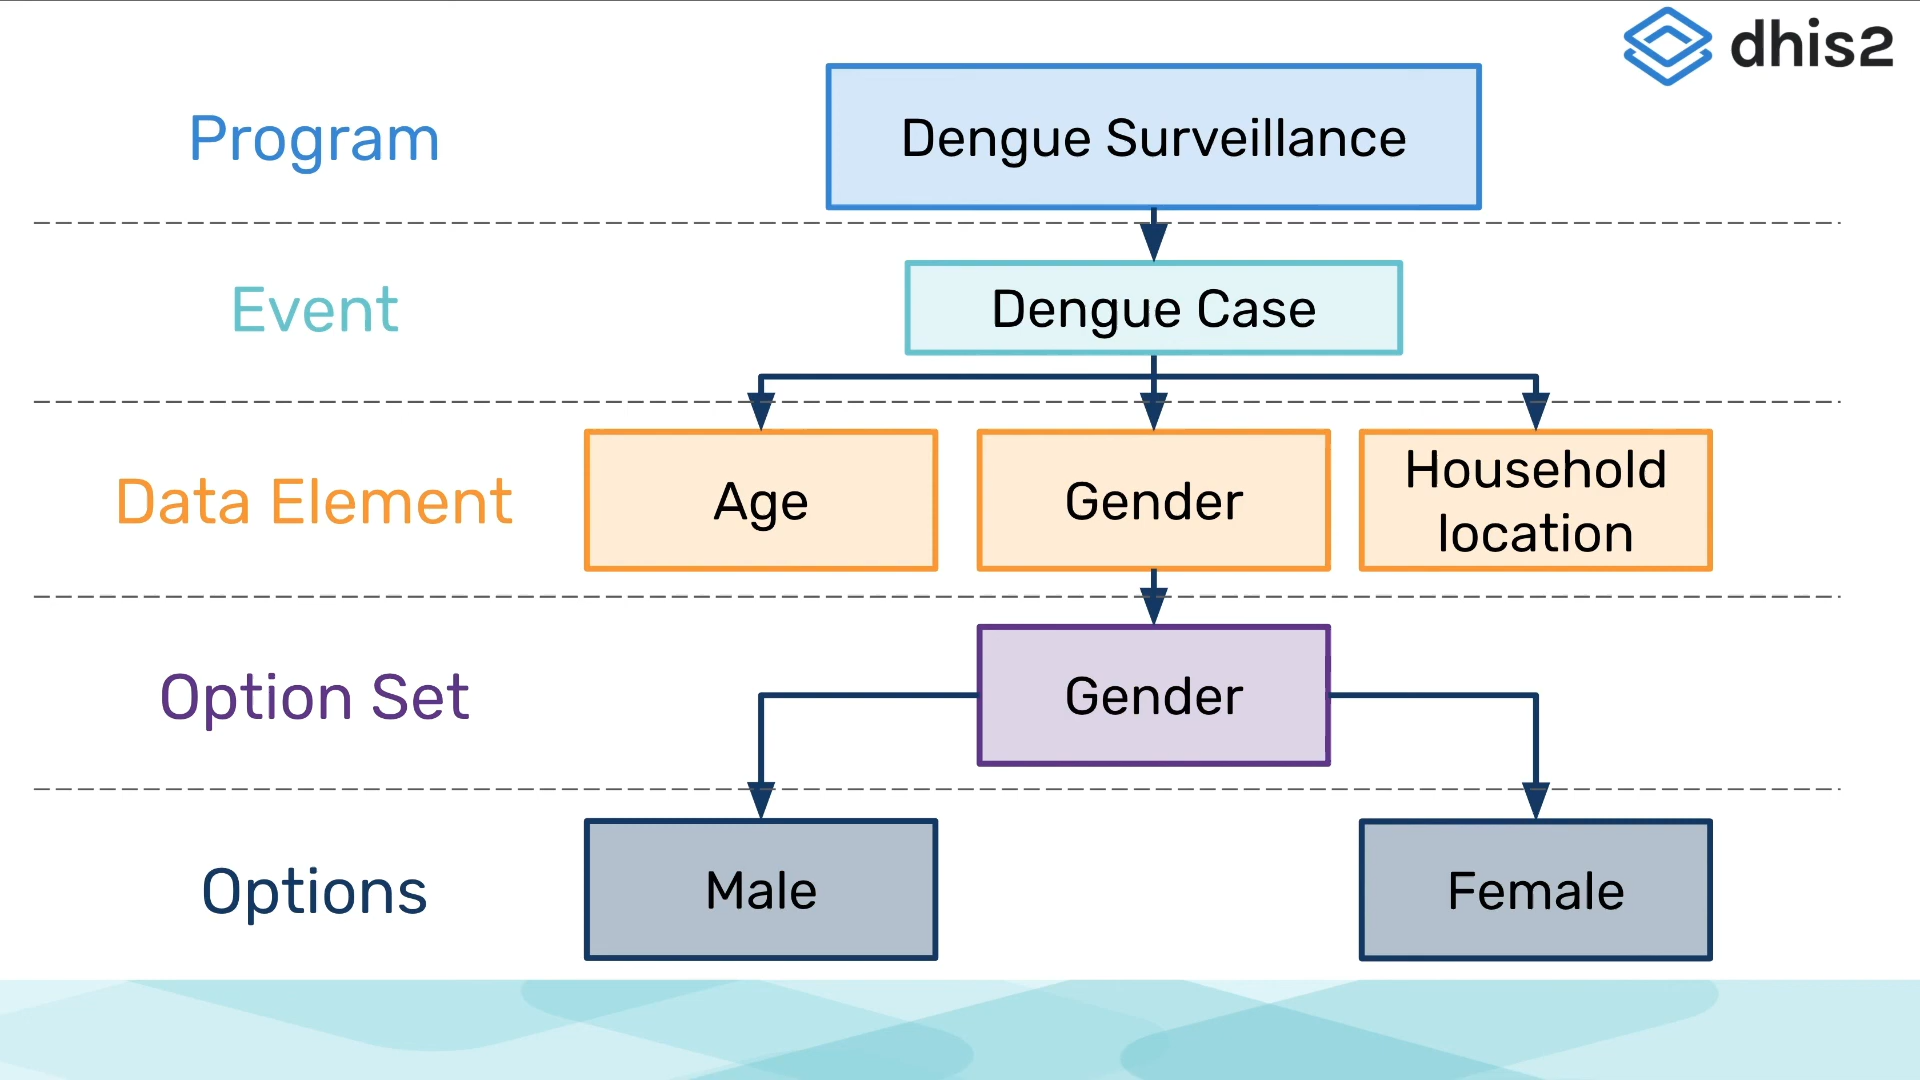 dhis2
Program
Dengue Surveillance
Event
Dengue Case
Data Element
Age
Gender
Household
location
Option Set
Gender
Options
Male
Female